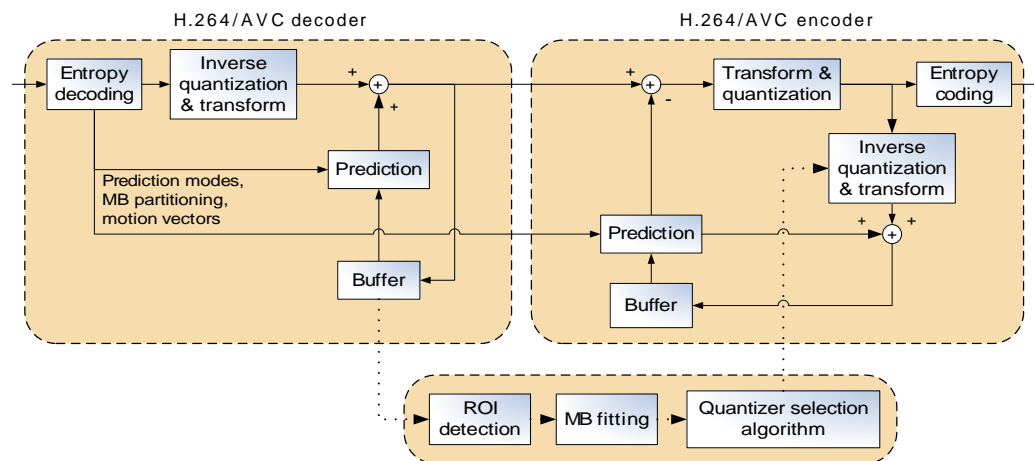 H.264/AVC decoder
H.264/AVC encoder
Entropy
decoding
Inverse
quantization
& transform
+
+
+
Prediction
Prediction modes,
MB partitioning,
motion vectors
Buffer
+
+
-
Transform &
quantization
Entropy
coding
Inverse
quantization
& transform
Prediction
+
+
+
Buffer
ROI
detection
MB fitting
Quantizer selection
algorithm